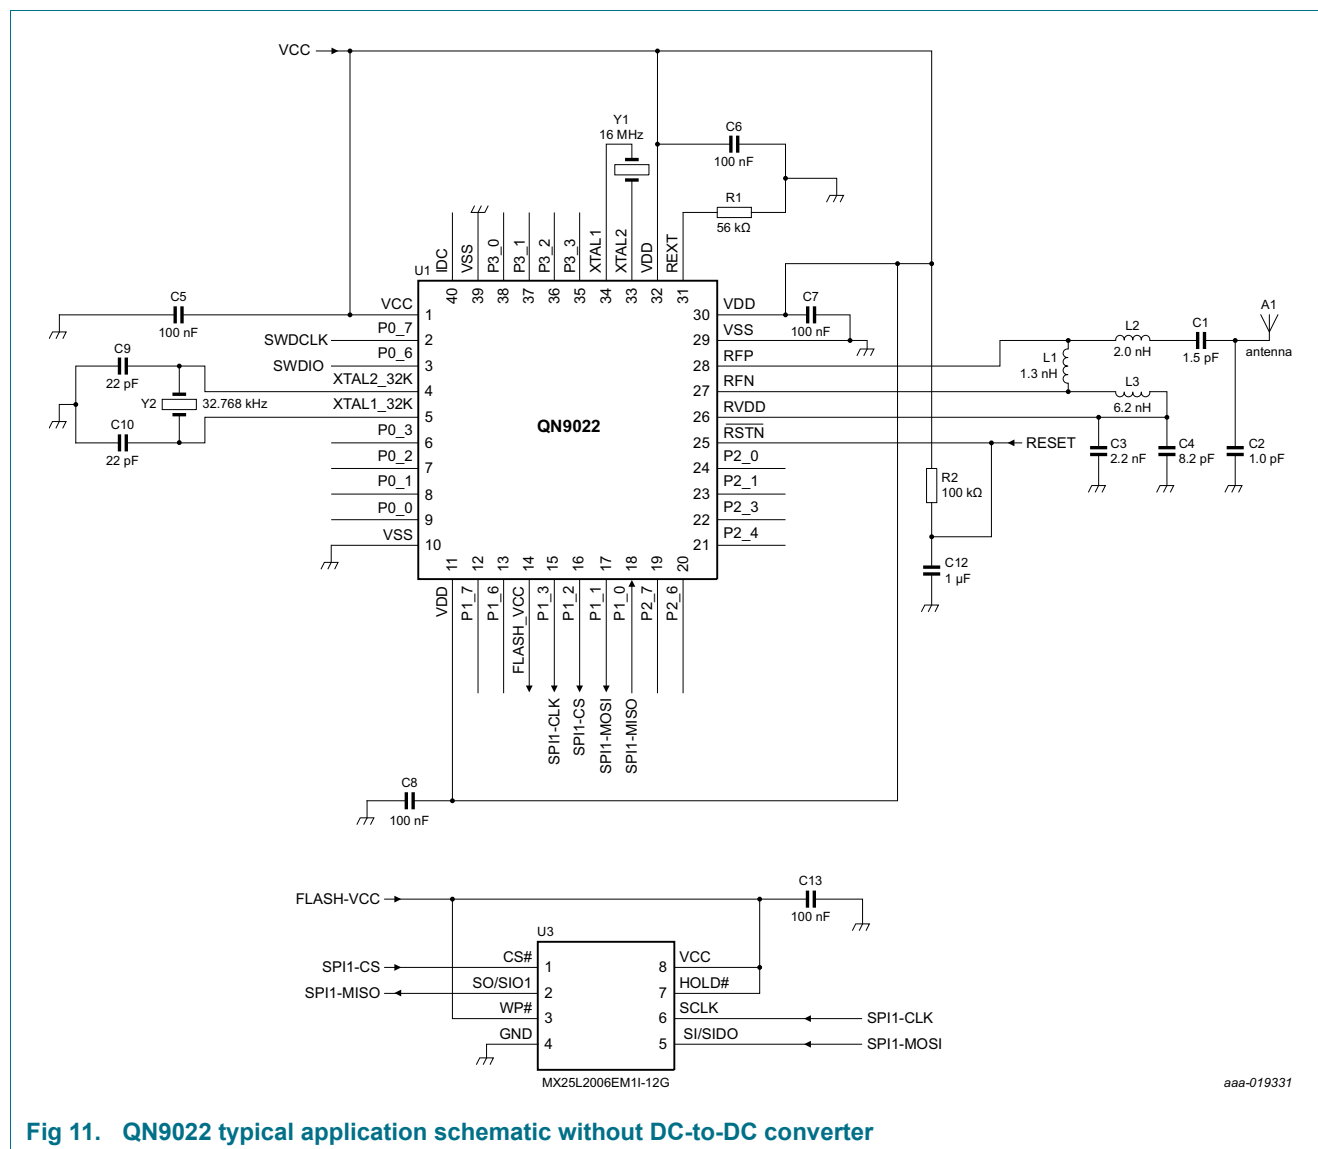 VCC
Y1
16 MHz
C6
100 nF
R1
56 kΩ
IDC
VSS
P3_0
P3_1
P3_2
P3_3
XTAL1
XTAL2
VDD
REXT
U1
40
39
38
37
36
35
34
33
32
31
C5
100 nF
VCC
1
SWDCLK
P0_7
2
SWDIO
P0_6
3
C9
22 pF
XTAL2_32K
4
Y2
32.768 kHz
XTAL1_32K
5
C10
22 pF
P0_3
6
P0_2
7
P0_1
8
P0_0
9
VSS
10
QN9022
30
VDD
C7
100 nF
29
VSS
28
RFP
27
RFN
26
RVDD
25
RSTN
RESET
24
P2_0
23
P2_1
22
P2_3
21
P2_4
L1
1.3 nH
L2
2.0 nH
C1
1.5 pF
A1
antenna
L3
6.2 nH
C3
2.2 nF
C4
8.2 pF
C2
1.0 pF
R2
100 kΩ
C12
1 µF
11
12
13
14
15
16
17
18
19
20
VDD
P1_7
P1_6
FLASH_VCC
P1_3
P1_2
P1_1
P1_0
P2_7
P2_6
SPI1-CLK
SPI1-CS
SPI1-MOSI
SPI1-MISO
C8
100 nF
FLASH-VCC
C13
100 nF
U3
SPI1-CS
CS#
1
8
VCC
SPI1-MISO
SO/SIO1
2
7
HOLD#
WP#
3
6
SCLK
SPI1-CLK
GND
4
5
SI/SIDO
SPI1-MOSI
MX25L2006EM1I-12G
aaa-019331
Fig 11. QN9022 typical application schematic without DC-to-DC converter